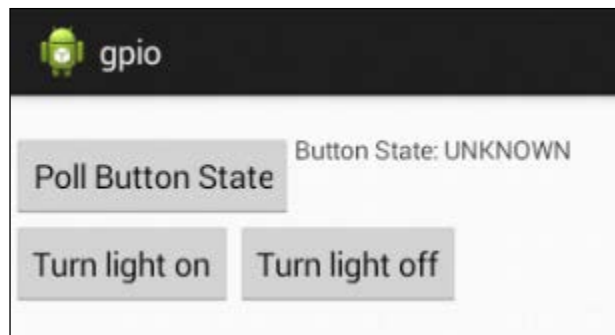 gpio
Poll Button State
Button State: UNKNOWN
Turn light on
Turn light off